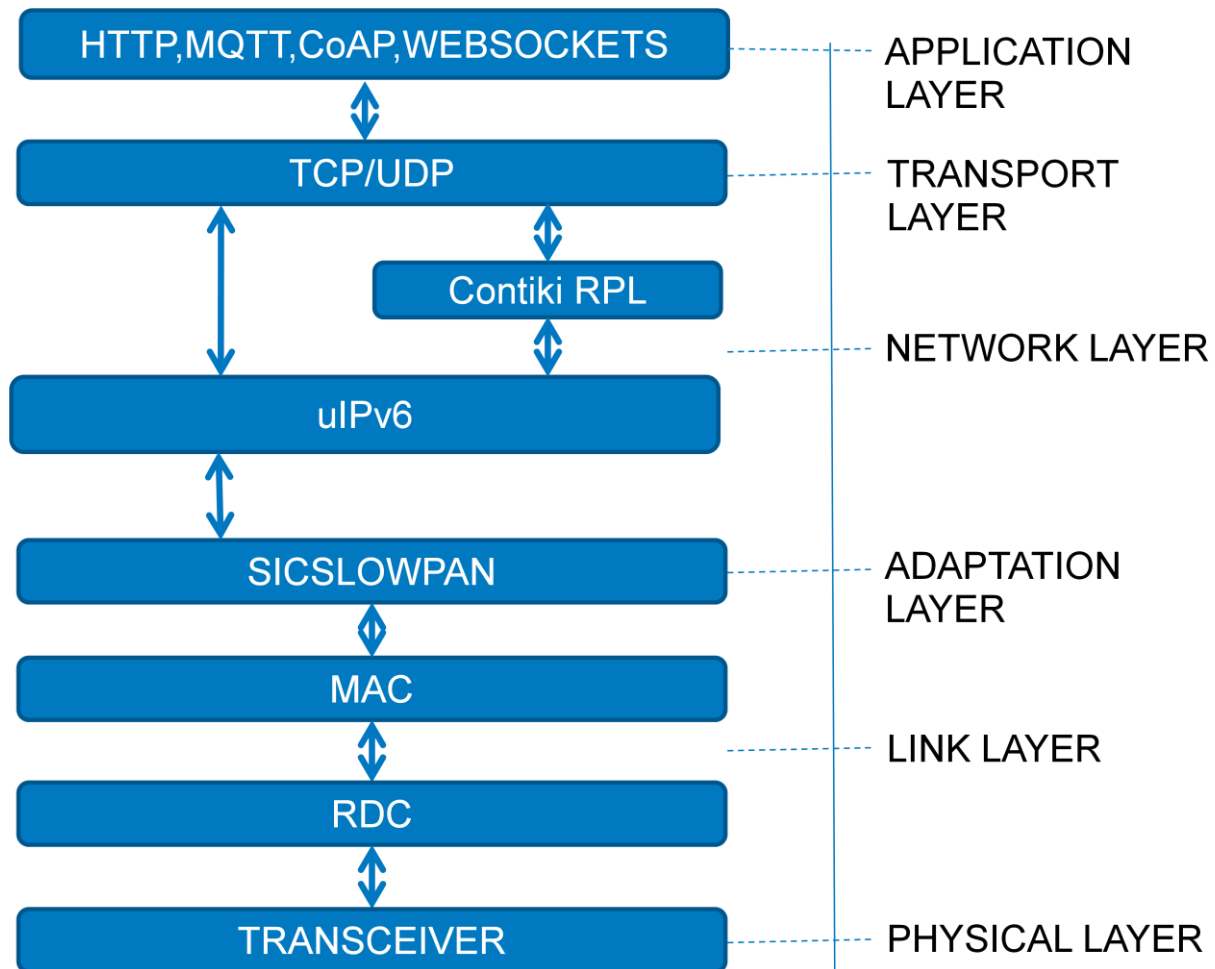 HTTP,MQTT,CoAP,WEBSOCKETS
APPLICATION
LAYER
TCP/UDP
TRANSPORT
LAYER
Contiki RPL
NETWORK LAYER
uIPv6
SICSLOWPAN
ADAPTATION
LAYER
MAC
LINK LAYER
RDC
TRANSCEIVER
PHYSICAL LAYER